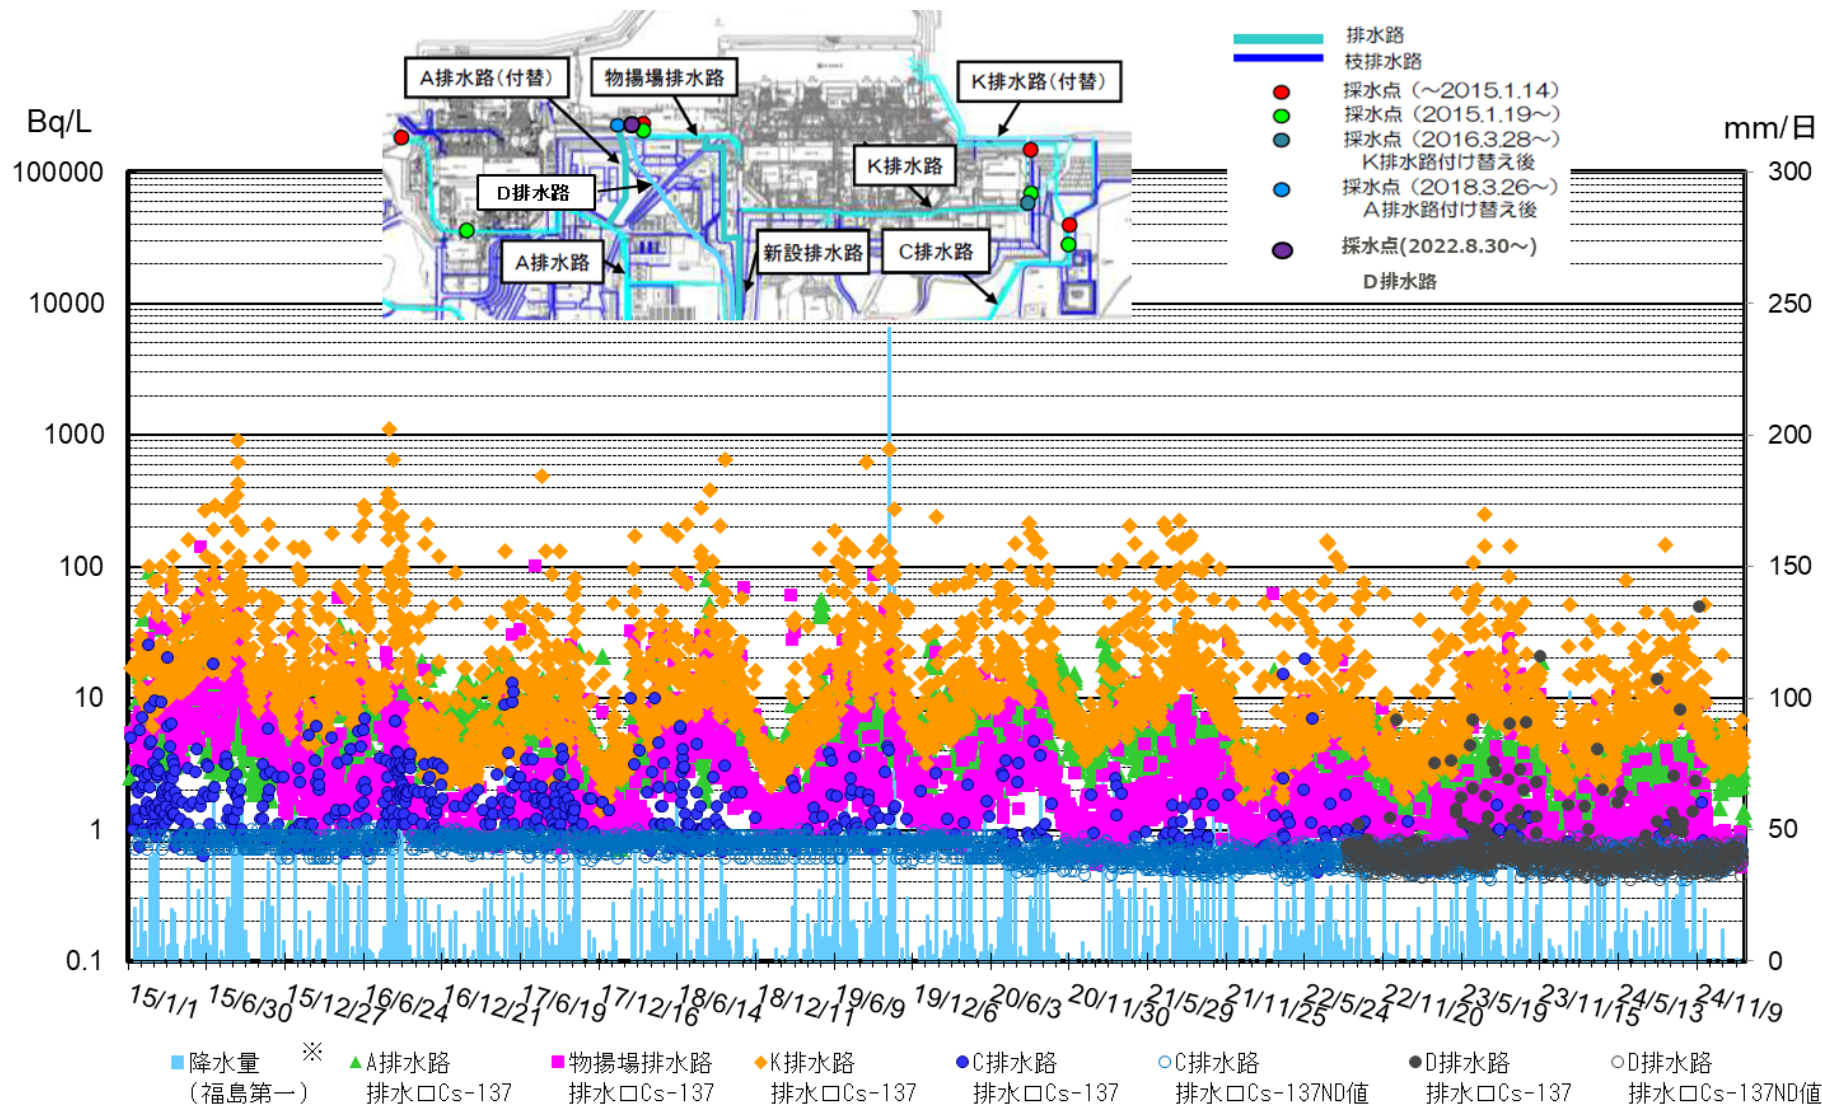 A排水路(付替)
物揚場排水路
K排水路(付替)
K排水路
D排水路
A排水路
新設排水路
C排水路
排水路
枝排水路
採水点（～2015.1.14）
採水点（2015.1.19～）
採水点（2016.3.28～）
K排水路付け替え後
採水点（2018.3.26～）
A排水路付け替え後
採水点(2022.8.30～)
D排水路
Bq/L
mm/日
100000
10000
1000
100
10
1
0.1
300
250
200
150
100
50
0
15/1/1
15/6/30
15/12/27
16/6/24
16/12/21
17/6/19
17/12/16
18/6/14
18/12/11
19/6/9
19/12/6
20/6/3
20/11/30
21/5/29
21/11/25
22/5/24
22/11/20
23/5/19
23/11/15
24/5/13
24/11/9
降水量
(福島第一)
※
A排水路
排水口Cs-137
物揚場排水路
排水口Cs-137
K排水路
排水口Cs-137
C排水路
排水口Cs-137
C排水路
排水口Cs-137ND値
D排水路
排水口Cs-137
D排水路
排水口Cs-137ND値